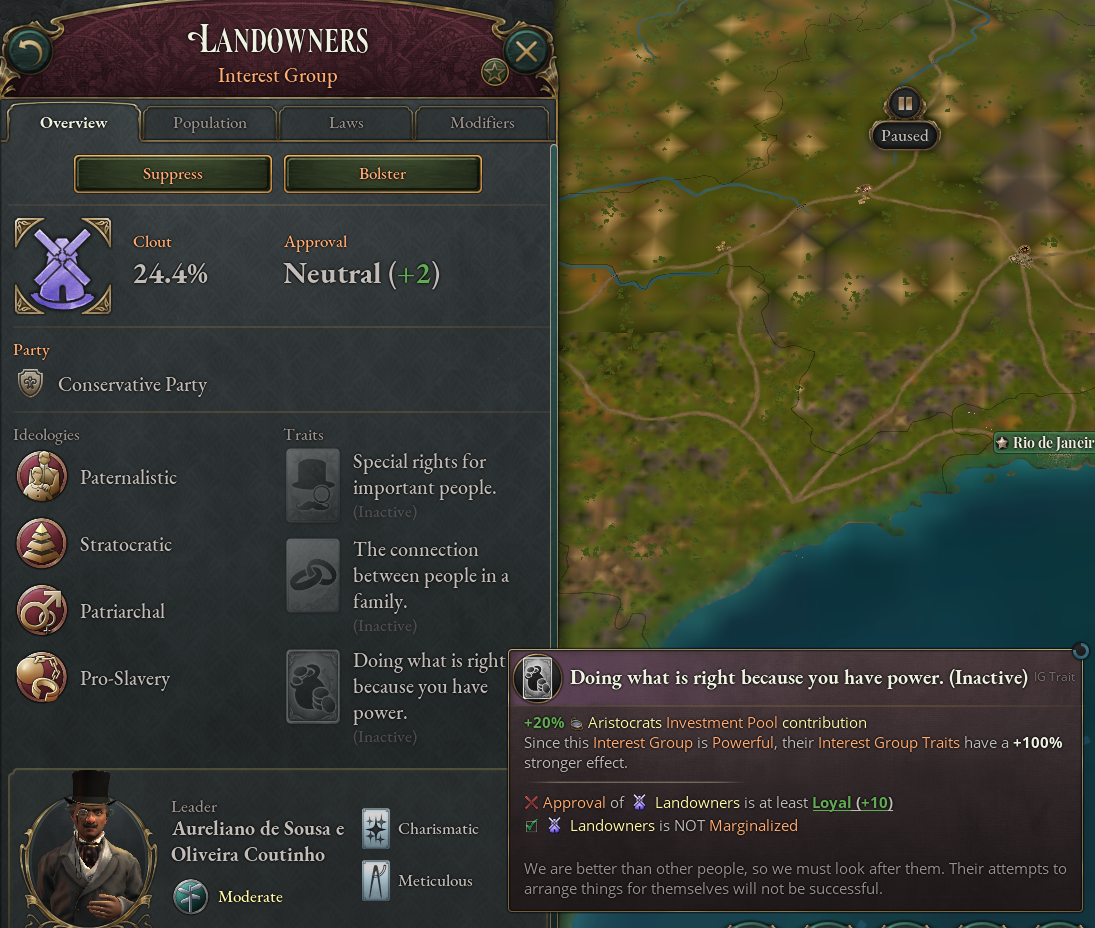 LANDOWNERS
Interest Group
Overview
Population
Laws
Modifiers
Suppress
Bolster
Clout
24.4%
Approval
Neutral (+2)
Party
Conservative Party
Ideologies
Paternalistic
Stratocratic
Patriarchal
Pro-Slavery
Traits
Special rights for
important people.
(Inactive)
The connection
between people in a
family.
(Inactive)
Doing what is right
because you have
power.
(Inactive)
Leader
Aureliano de Sousa e
Oliveira Coutinho
Moderate
Charismatic
Meticulous
Paused
Rio de Janeir
Doing what is right because you have power. (Inactive) IG Trait
+20% Aristocrats Investment Pool contribution
Since this Interest Group is Powerful, their Interest Group Traits have a +100%
stronger effect.
Approval of Landowners is at least Loyal (+10)
Landowners is NOT Marginalized
We are better than other people, so we must look after them. Their attempts to
arrange things for themselves will not be successful.